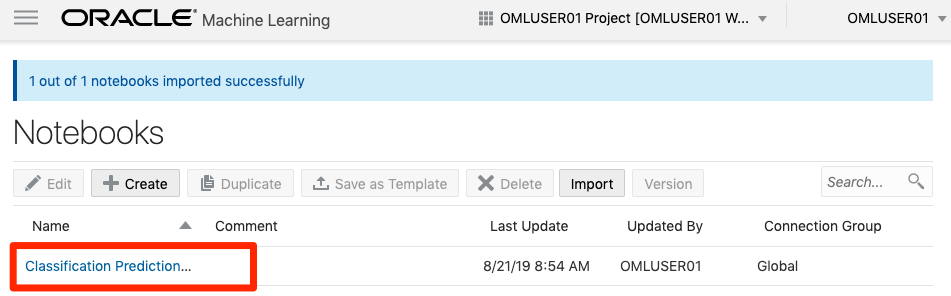 ORACLE Machine Learning OMLUSER01 Project [OMLUSER01 W... OMLUSER01
1 out of 1 notebooks imported successfully
Notebooks
Edit Create Duplicate Save as Template Delete Import Version Search...
Name Comment Last Update Updated By Connection Group
Classification Prediction... 8/21/19 8:54 AM OMLUSER01 Global